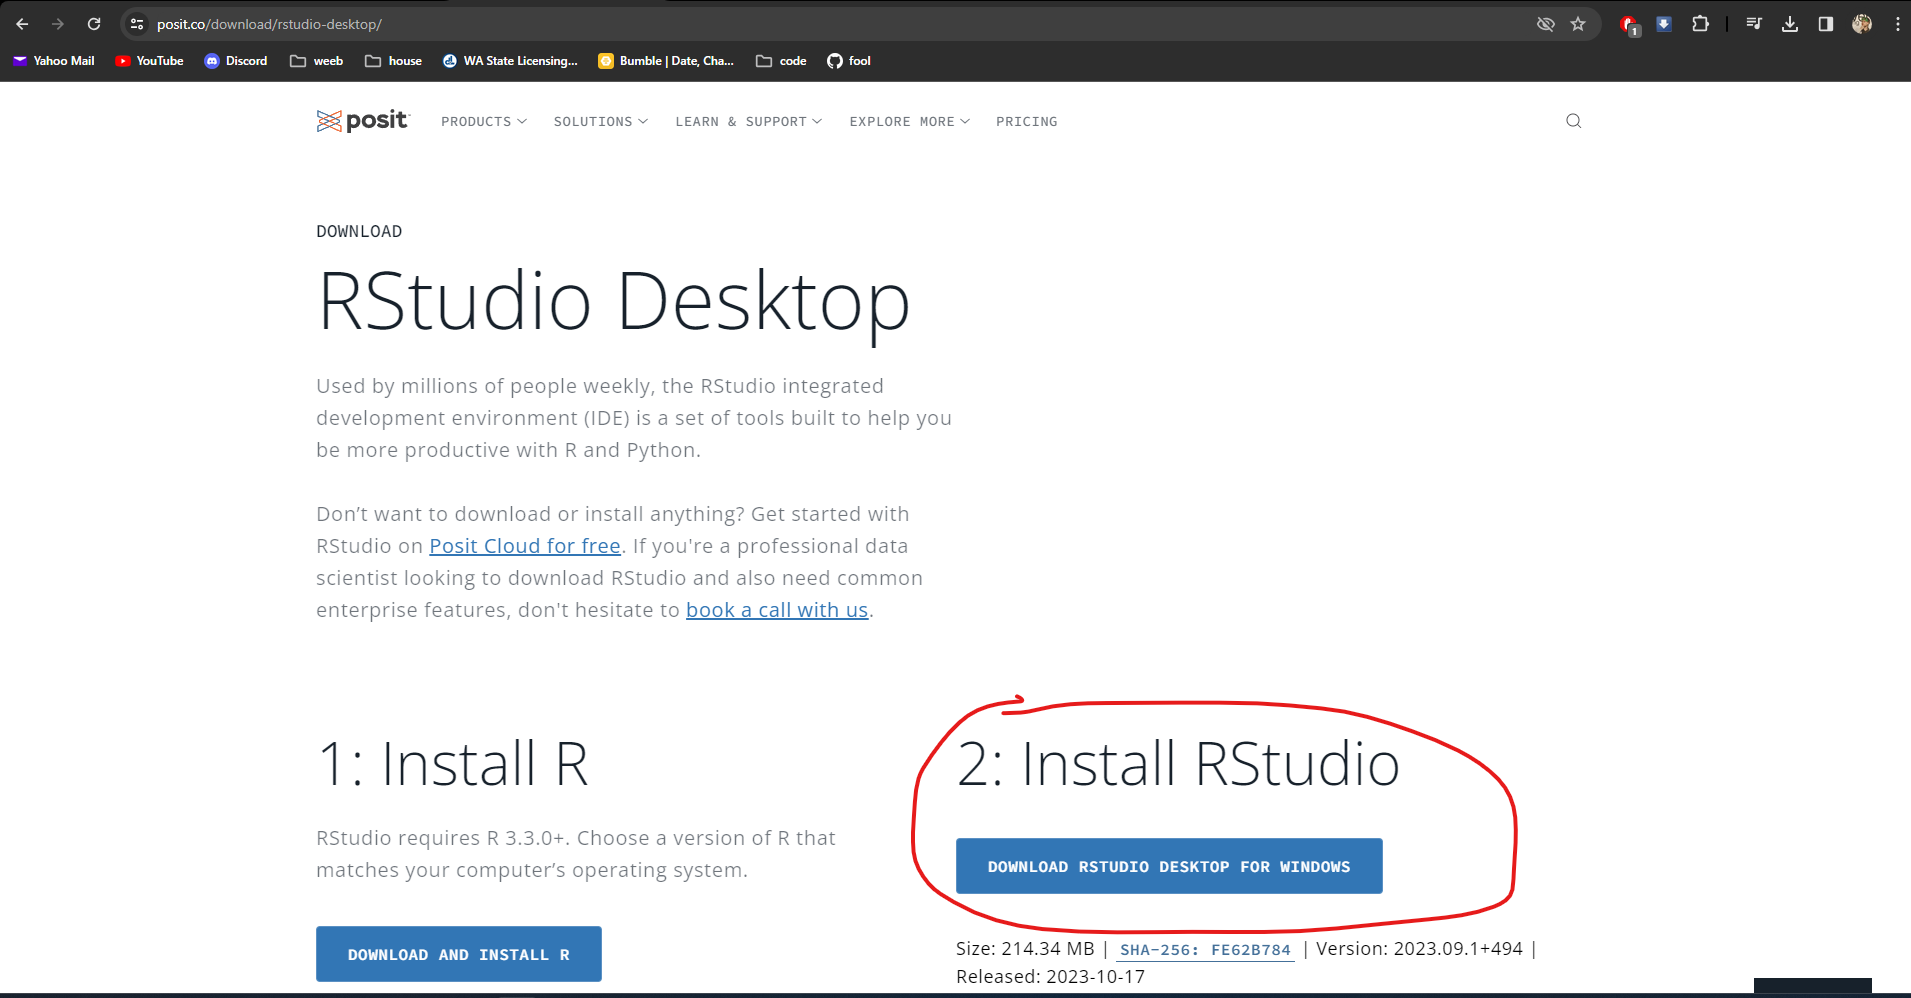 posit.co/download/rstudio-desktop/
1
Yahoo Mail YouTube Discord weeb house WA State Licensing... Bumble | Date, Cha... code fool
posit PRODUCTS SOLUTIONS LEARN & SUPPORT EXPLORE MORE PRICING
DOWNLOAD
RStudio Desktop
Used by millions of people weekly, the RStudio integrated
development environment (IDE) is a set of tools built to help you
be more productive with R and Python.
Don’t want to download or install anything? Get started with
RStudio on Posit Cloud for free. If you're a professional data
scientist looking to download RStudio and also need common
enterprise features, don't hesitate to book a call with us.
1: Install R
RStudio requires R 3.3.0+. Choose a version of R that
matches your computer’s operating system.
DOWNLOAD AND INSTALL R
2: Install RStudio
DOWNLOAD RSTUDIO DESKTOP FOR WINDOWS
Size: 214.34 MB | SHA-256: FE62B784 | Version: 2023.09.1+494 |
Released: 2023-10-17